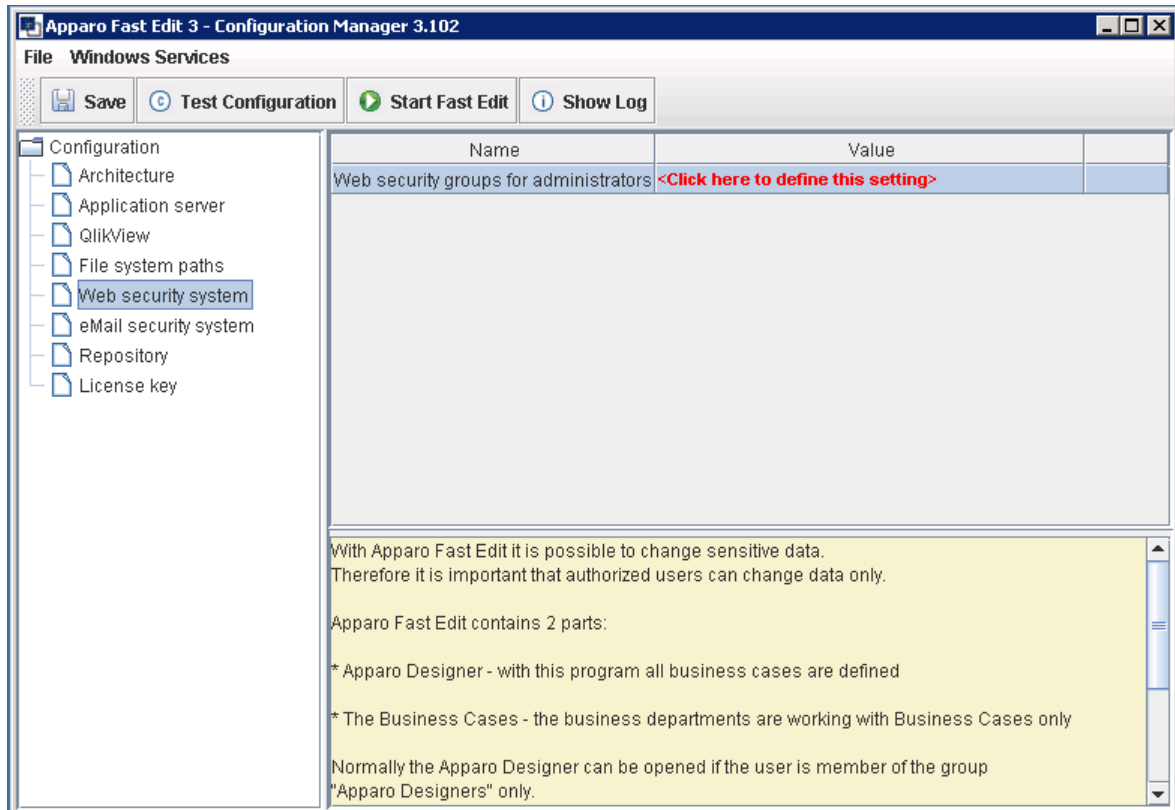 Apparo Fast Edit 3 - Configuration Manager 3.102
File Windows Services
Save Test Configuration Start Fast Edit Show Log
Configuration
Architecture
Application server
QlikView
File system paths
Web security system
eMail security system
Repository
License key
Name Value
Web security groups for administrators <Click here to define this setting>
With Apparo Fast Edit it is possible to change sensitive data.
Therefore it is important that authorized users can change data only.
Apparo Fast Edit contains 2 parts:
* Apparo Designer - with this program all business cases are defined
* The Business Cases - the business departments are working with Business Cases only
Normally the Apparo Designer can be opened if the user is member of the group
"Apparo Designers" only.